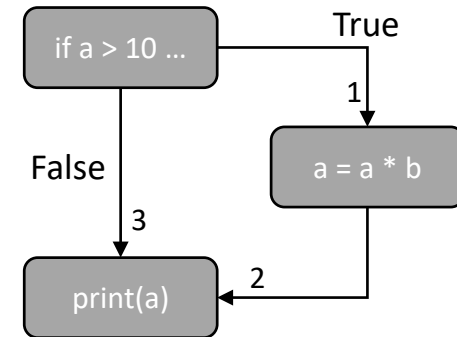 if a > 10 ...
True
1
False
a = a * b
3
2
print(a)